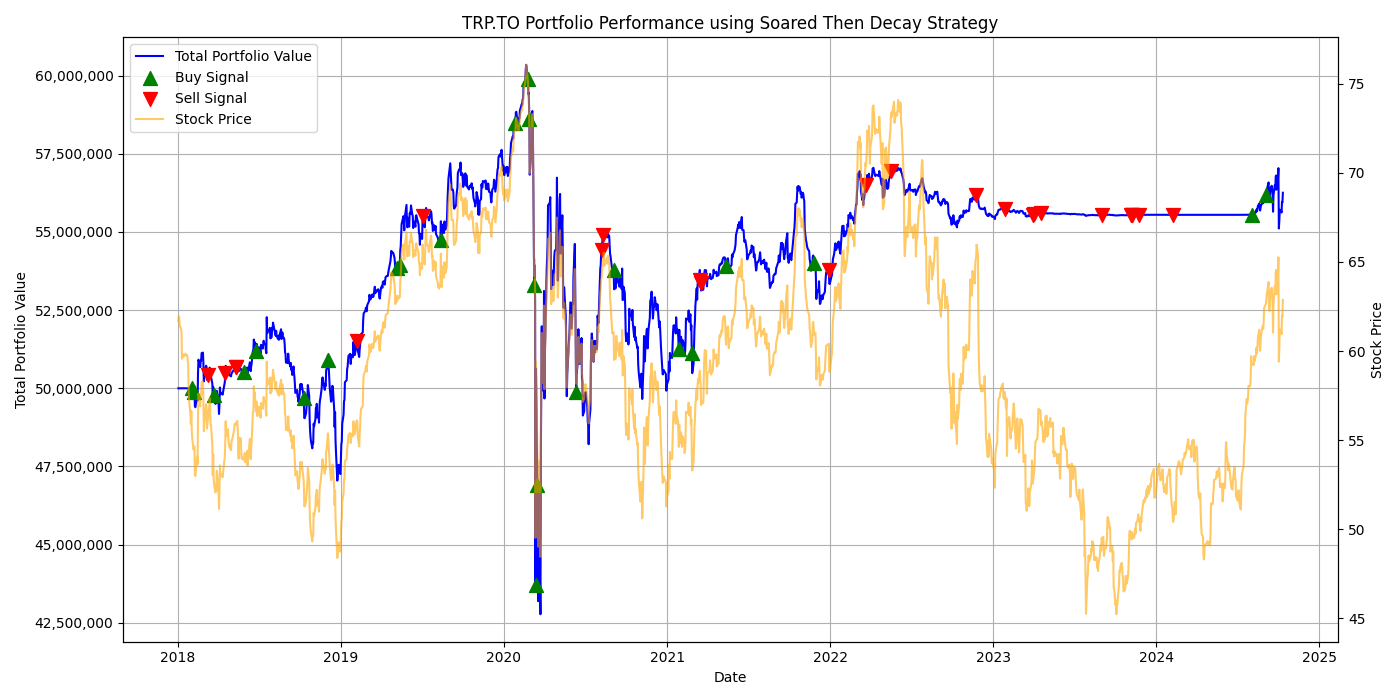 TRP.TO Portfolio Performance using Soared Then Decay Strategy
Total Portfolio Value
Buy Signal
Sell Signal
Stock Price
60,000,000
57,500,000
55,000,000
52,500,000
50,000,000
47,500,000
45,000,000
42,500,000
Total Portfolio Value
75
70
65
60
55
50
45
Stock Price
2018 2019 2020 2021 2022 2023 2024 2025
Date